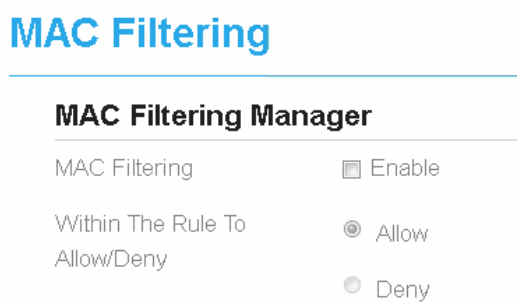 MAC Filtering
MAC Filtering Manager
MAC Filtering Enable
Within The Rule To Allow
Allow/Deny
Deny